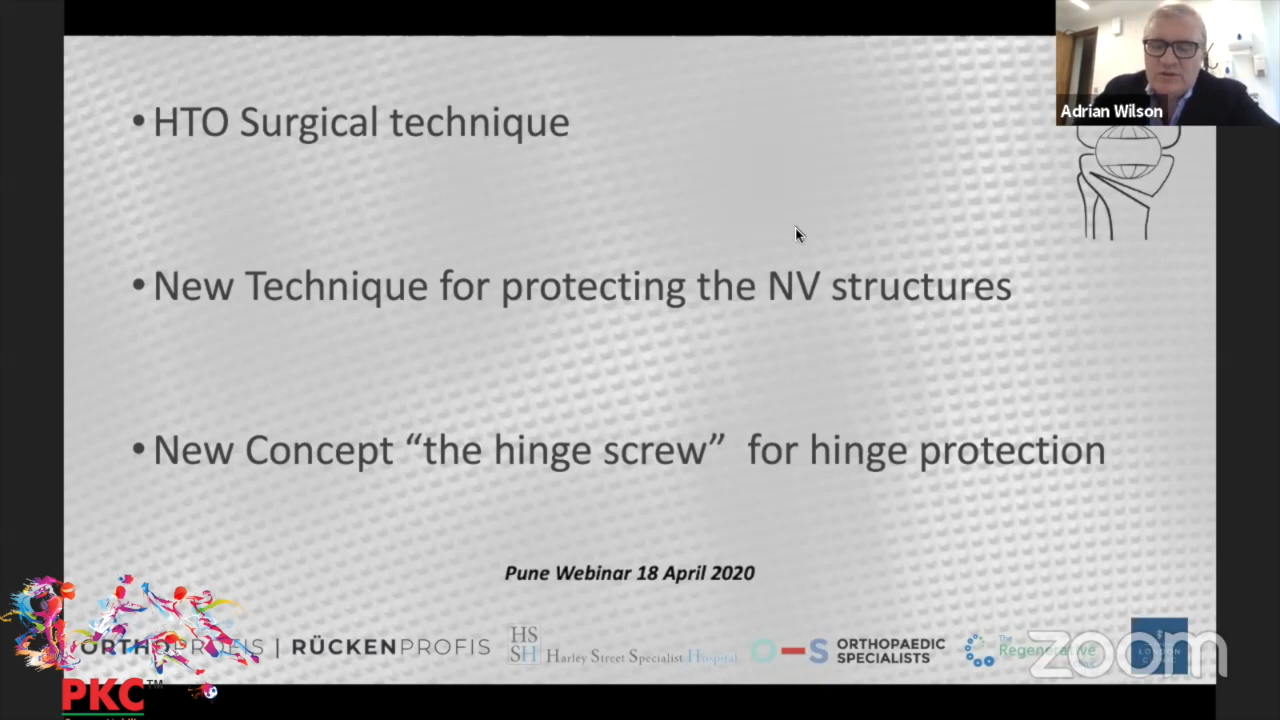 Adrian Wilson
• HTO Surgical technique
• New Technique for protecting the NV structures
• New Concept “the hinge screw” for hinge protection
Pune Webinar 18 April 2020
ORTHOPROFIS | RÜCKENPROFIS
HS
SH Harley Street Specialist Hospital
O-S ORTHOPAEDIC
SPECIALISTS
The
Regenerative
zoom
PKC™